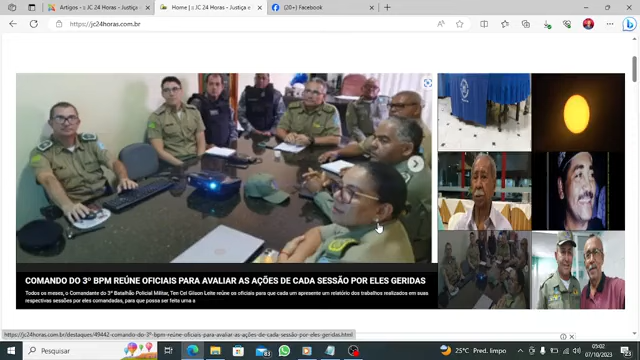 Artigos - :: JC 24 Horas - Justiça e
Home | :: JC 24 Horas - Justiça e
(20+) Facebook
https://jc24horas.com.br
COMANDO DO 3º BPM REÚNE OFICIAIS PARA AVALIAR AS AÇÕES DE CADA SESSÃO POR ELES GERIDAS
Todos os meses, o Comandante do 3º Batalhão Policial Militar, Ten Cel Gilson Leite reúne os oficiais para que cada um apresente um relatório dos trabalhos realizados em suas
respectivas sessões por eles comandadas, para que possa ser feita uma a
https://jc24horas.com.br/destaques/49442-comando-do-3º-bpm-reúne-oficiais-para-avaliar-as-ações-de-cada-sessão-por-eles-geridas.html
Pesquisar
25°C Pred. limpo
05:02
07/10/2023